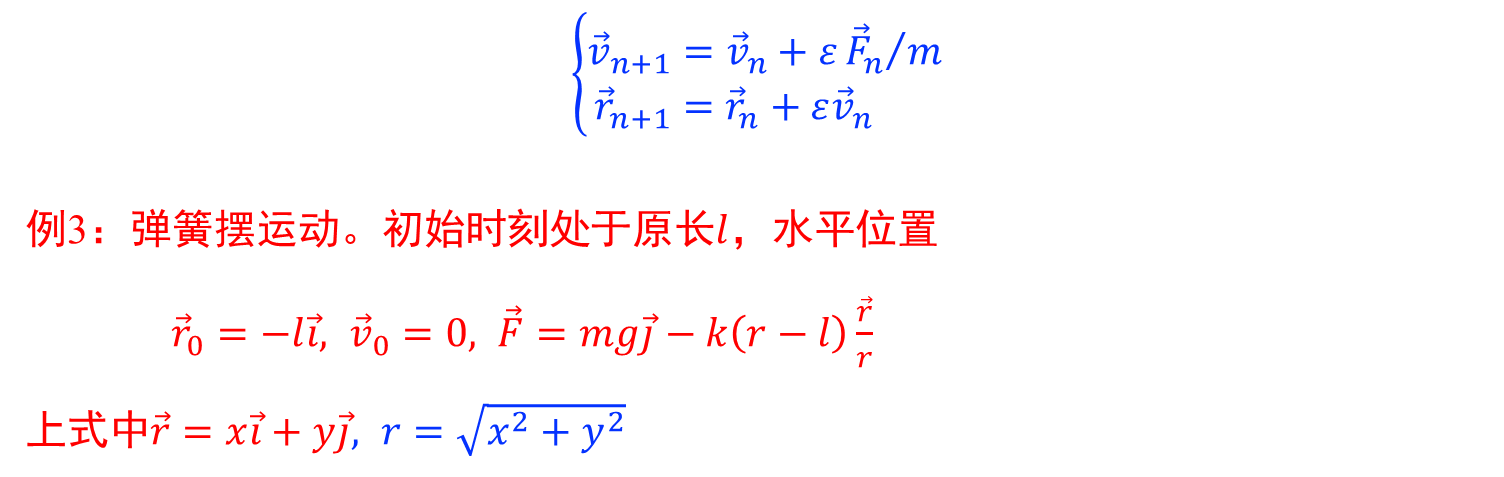 { v⃗ₙ₊₁ = v⃗ₙ + ε F⃗ₙ/m
r⃗ₙ₊₁ = r⃗ₙ + εv⃗ₙ
例3：弹簧摆运动。初始时刻处于原长l，水平位置
r⃗₀ = −li⃗, v⃗₀ = 0, F⃗ = mgj⃗ − k(r − l) r⃗/r
上式中r⃗ = xi⃗ + yj⃗, r = √(x² + y²)